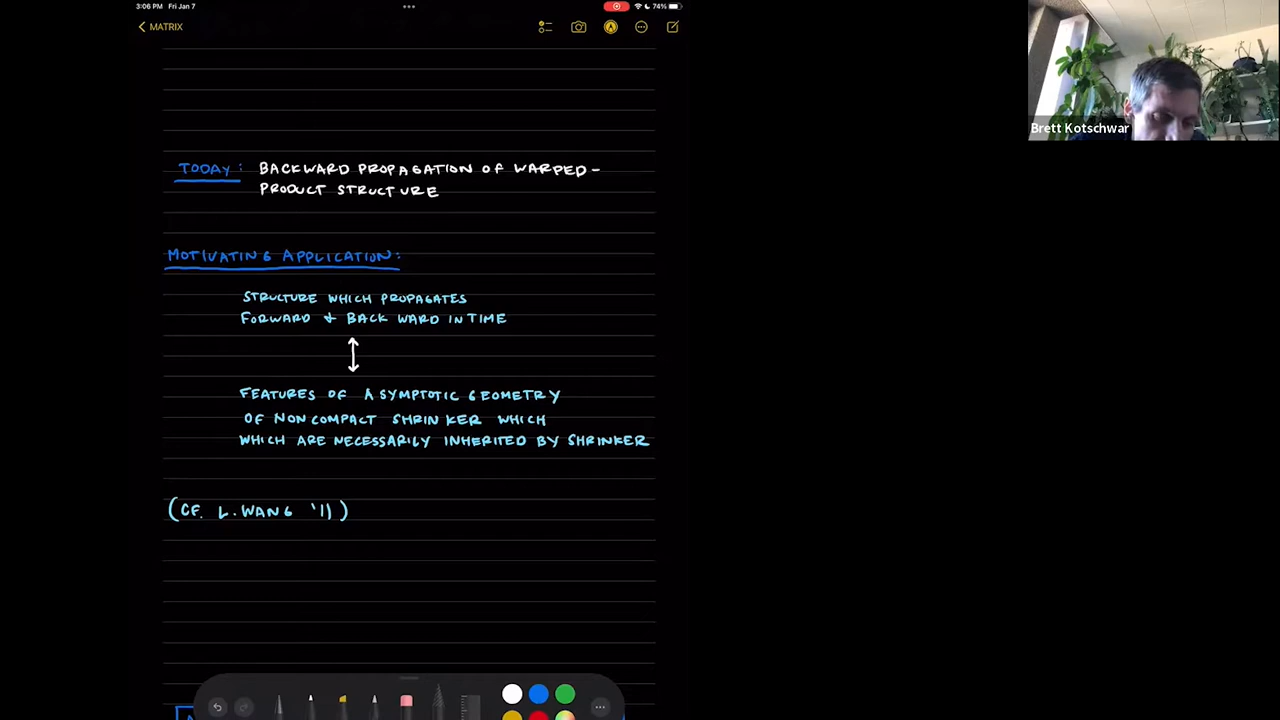 3:06 PM Fri Jan 7
74%
MATRIX
Brett Kotschwar
TODAY: BACKWARD PROPAGATION OF WARPED-
PRODUCT STRUCTURE
MOTIVATING APPLICATION:
STRUCTURE WHICH PROPAGATES
FORWARD + BACKWARD IN TIME
FEATURES OF ASYMPTOTIC GEOMETRY
OF NONCOMPACT SHRINKER WHICH
WHICH ARE NECESSARILY INHERITED BY SHRINKER
(CF. L. WANG '11)